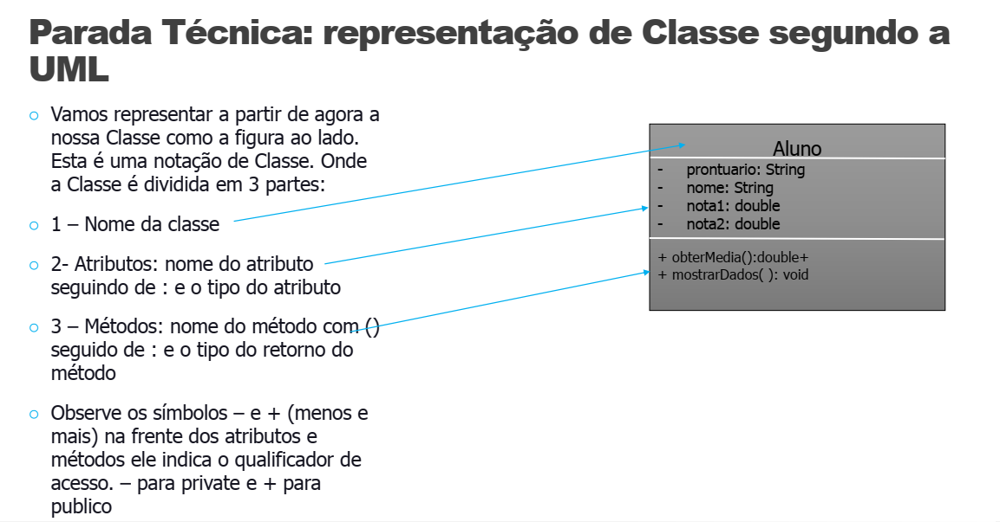 Parada Técnica: representação de Classe segundo a
UML
○ Vamos representar a partir de agora a
nossa Classe como a figura ao lado.
Esta é uma notação de Classe. Onde
a Classe é dividida em 3 partes:
○ 1 – Nome da classe
○ 2- Atributos: nome do atributo
seguindo de : e o tipo do atributo
○ 3 – Métodos: nome do método com ()
seguido de : e o tipo do retorno do
método
○ Observe os símbolos – e + (menos e
mais) na frente dos atributos e
métodos ele indica o qualificador de
acesso. – para private e + para
publico
Aluno
- prontuario: String
- nome: String
- nota1: double
- nota2: double
+ obterMedia():double+
+ mostrarDados( ): void